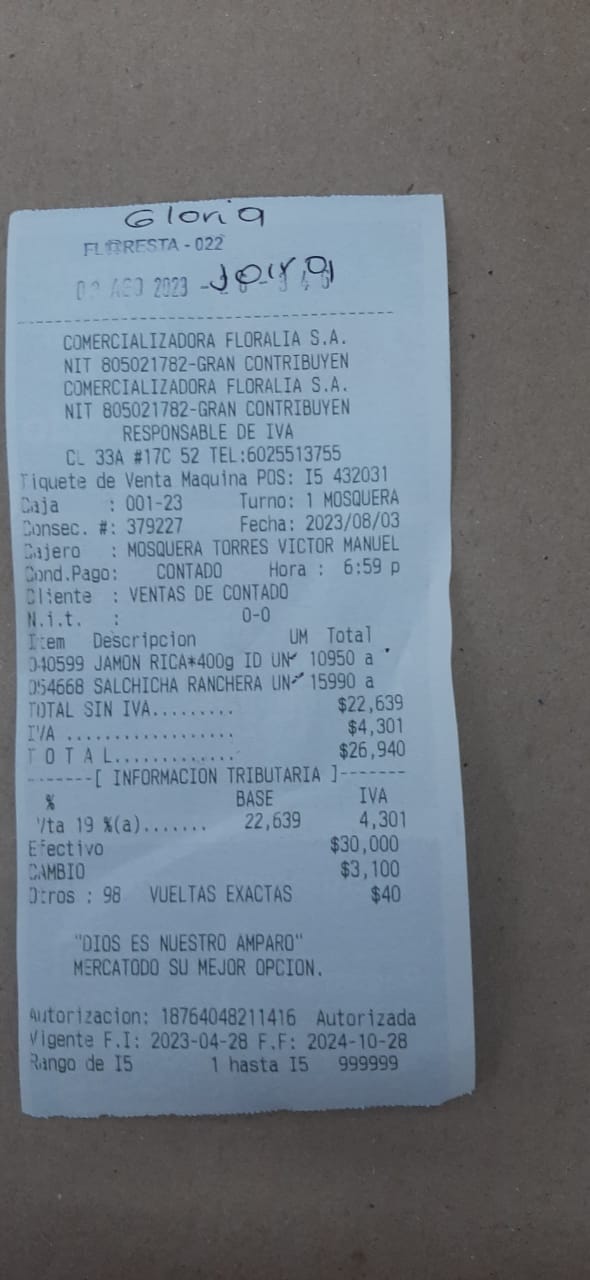 Gloria
FLORESTA - 022
03 AGO 2023
COMERCIALIZADORA FLORALIA S.A.
NIT 805021782-GRAN CONTRIBUYEN
COMERCIALIZADORA FLORALIA S.A.
NIT 805021782-GRAN CONTRIBUYEN
RESPONSABLE DE IVA
CL 33A #17C 52 TEL:6025513755
Tiquete de Venta Maquina POS: I5 432031
Caja : 001-23 Turno: 1 MOSQUERA
Consec. #: 379227 Fecha: 2023/08/03
Cajero : MOSQUERA TORRES VICTOR MANUEL
Cond.Pago: CONTADO Hora : 6:59 p
Cliente : VENTAS DE CONTADO
N.i.t. : 0-0
Item Descripcion UM Total
040599 JAMON RICA*400g ID UN 10950 a
054668 SALCHICHA RANCHERA UN 15990 a
TOTAL SIN IVA......... $22,639
IVA .................. $4,301
T O T A L............. $26,940
-------[ INFORMACION TRIBUTARIA ]-------
% BASE IVA
Vta 19 %(a)....... 22,639 4,301
Efectivo $30,000
CAMBIO $3,100
Otros : 98 VUELTAS EXACTAS $40
"DIOS ES NUESTRO AMPARO"
MERCATODO SU MEJOR OPCION.
Autorizacion: 18764048211416 Autorizada
Vigente F.I: 2023-04-28 F.F: 2024-10-28
Rango de I5 1 hasta I5 999999